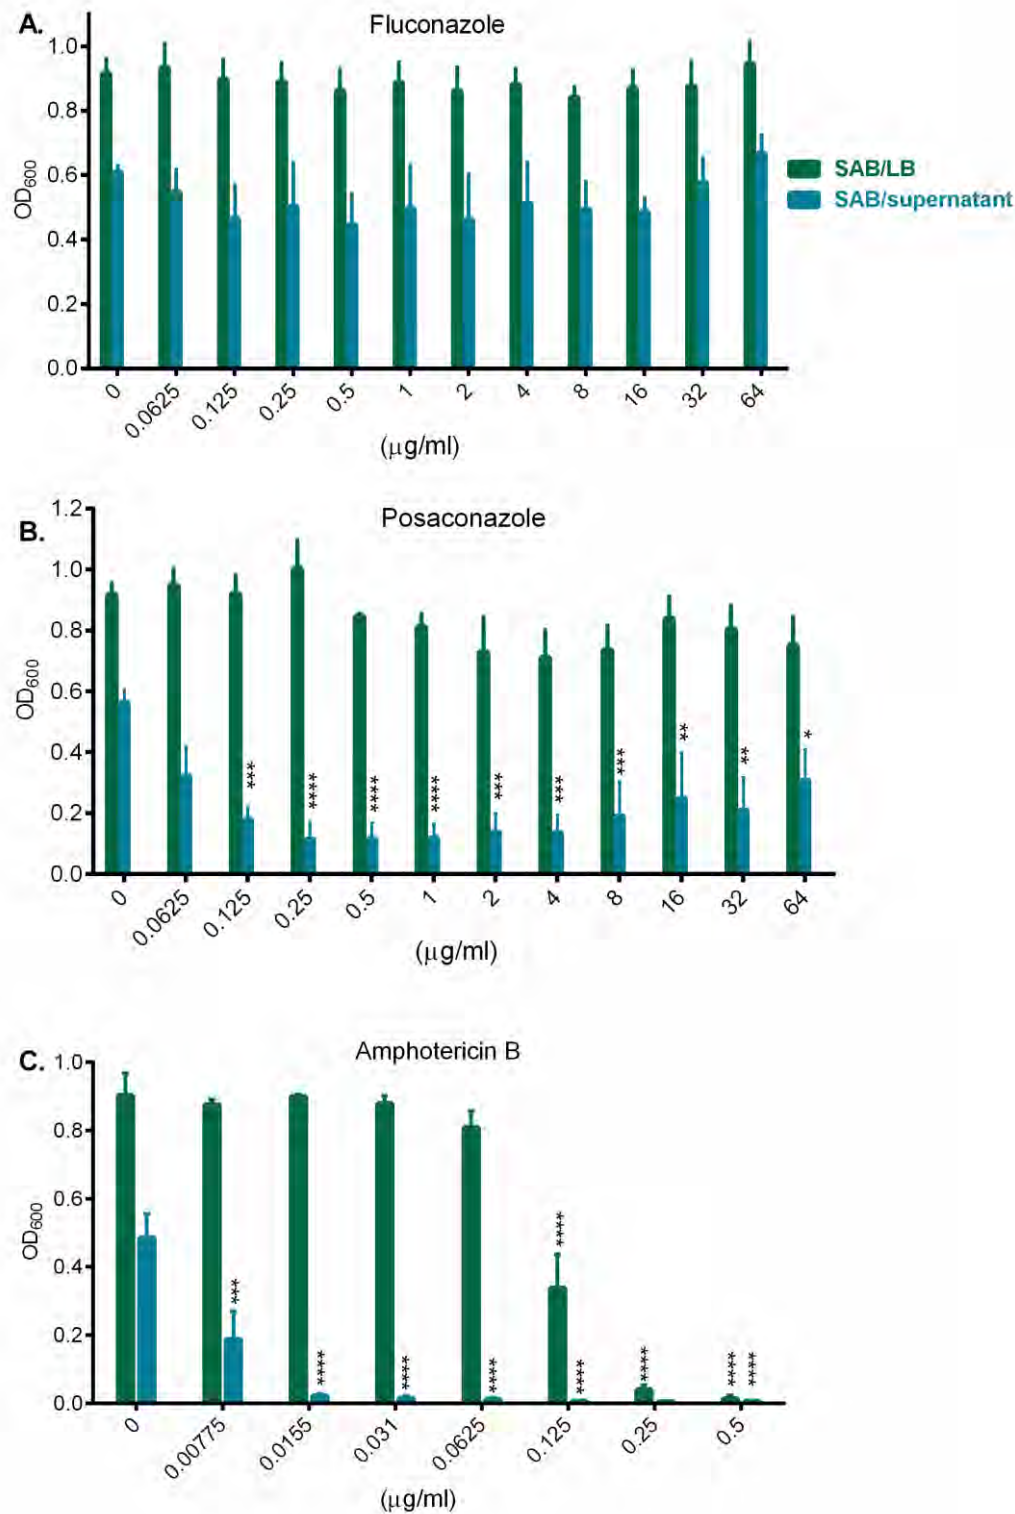 A.
Fluconazole
1.0
0.8
0.6
0.4
0.2
0.0
OD600
SAB/LB
SAB/supernatant
0 0.0625 0.125 0.25 0.5 1 2 4 8 16 32 64
(μg/ml)
B.
Posaconazole
1.2
1.0
0.8
0.6
0.4
0.2
0.0
OD600
*** **** **** **** *** *** *** ** ** *
0 0.0625 0.125 0.25 0.5 1 2 4 8 16 32 64
(μg/ml)
C.
Amphotericin B
1.0
0.8
0.6
0.4
0.2
0.0
OD600
*** **** **** **** **** **** **** **** ****
0 0.00775 0.0155 0.031 0.0625 0.125 0.25 0.5
(μg/ml)